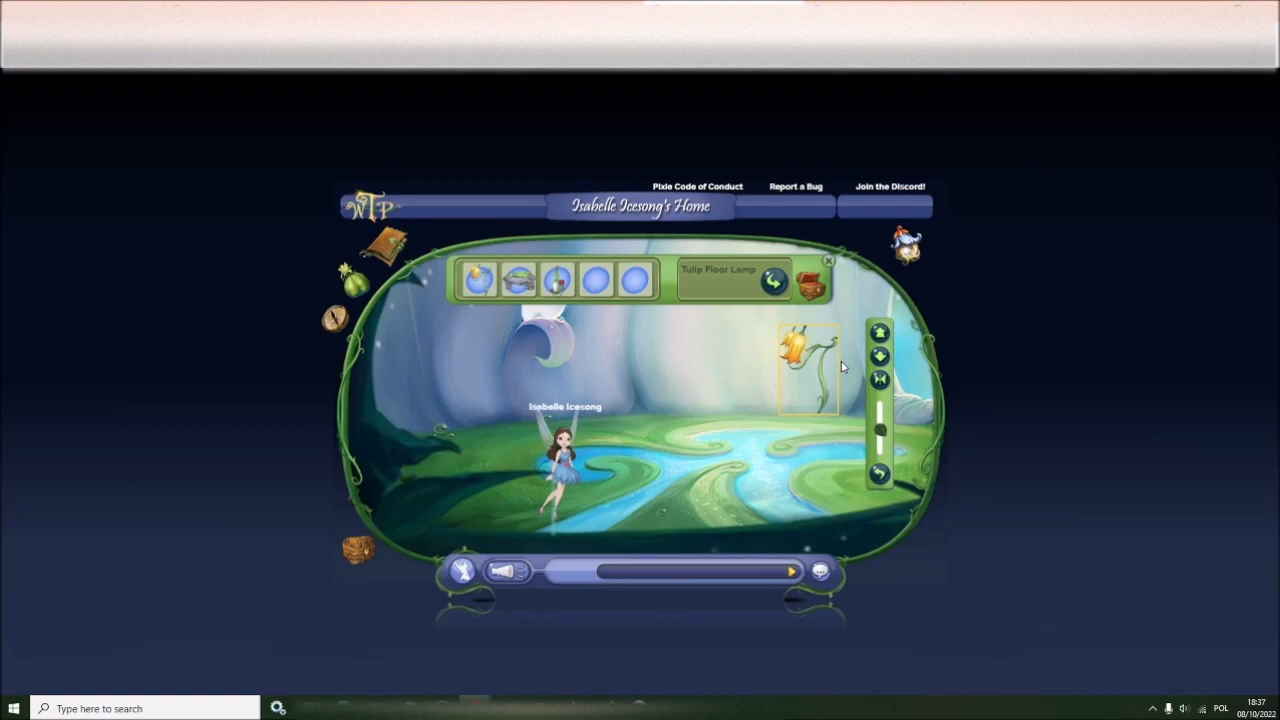 Pixie Code of Conduct
Report a Bug
Join the Discord!
WTP
Isabelle Icesong's Home
Tulip Floor Lamp
Isabelle Icesong
Type here to search
POL
18:37
08/10/2022